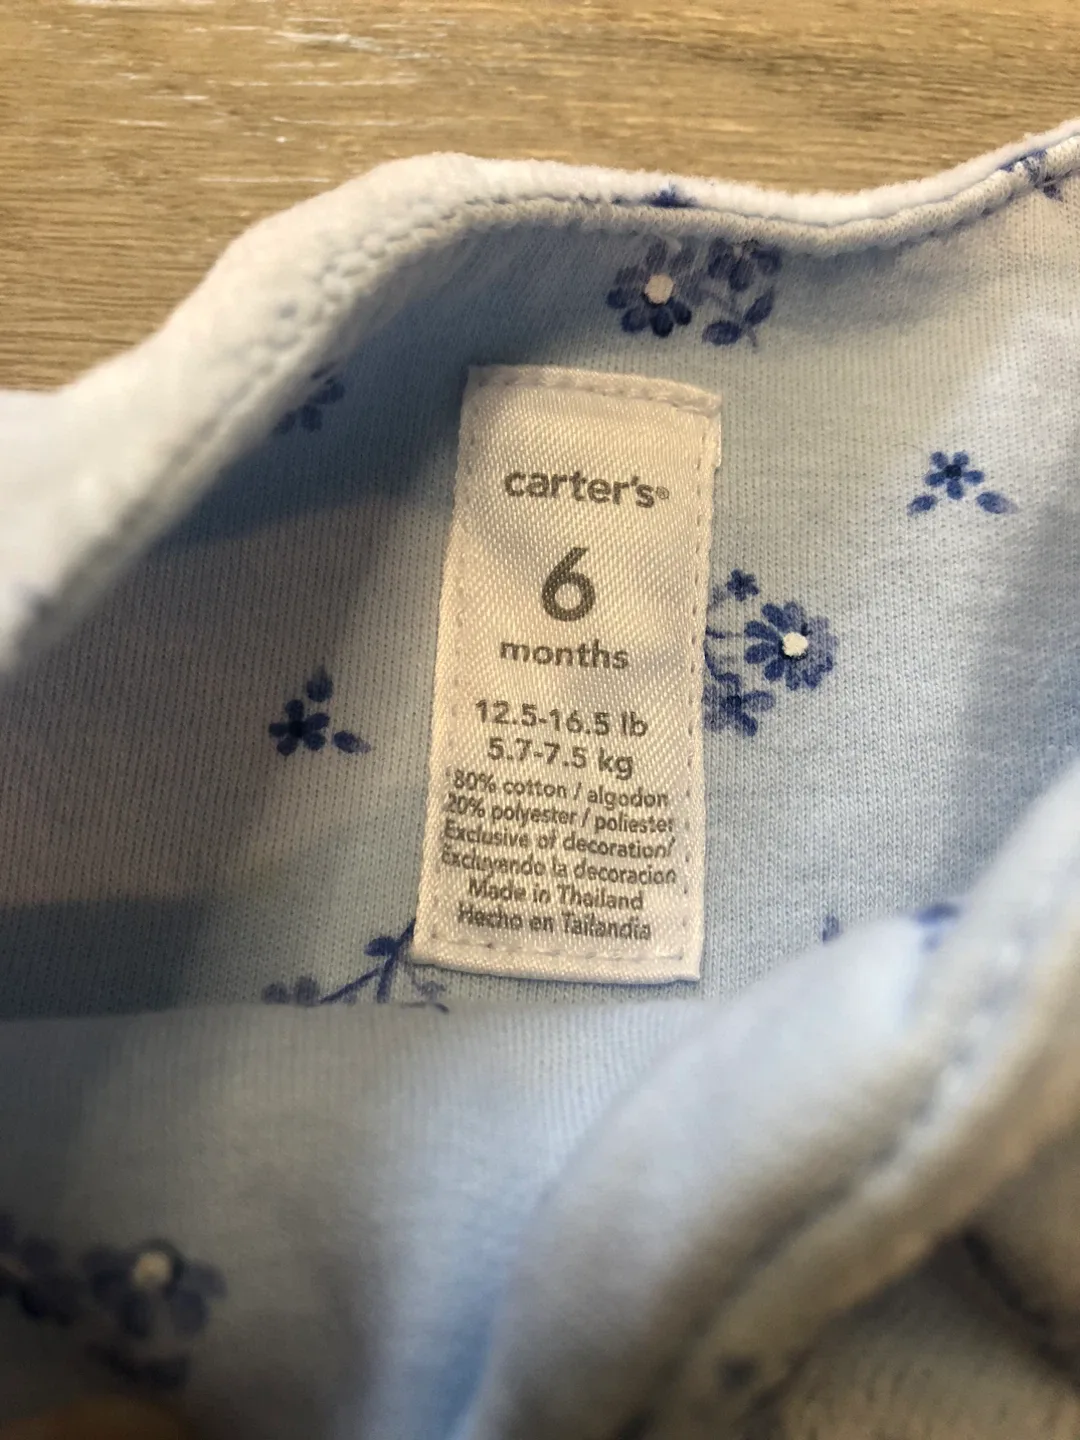 carter's®
6
months
12.5-16.5 lb
5.7-7.5 kg
80% cotton / algodon
20% polyester / poliester
Exclusive of decoration/
Excluyendo la decoracion
Made in Thailand
Hecho en Tailandia